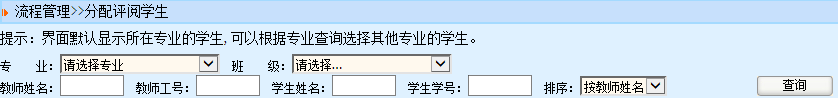 流程管理>>分配评阅学生
提示：界面默认显示所在专业的学生,可以根据专业查询选择其他专业的学生。
专 业：请选择专业 班 级：请选择...
教师姓名： 教师工号： 学生姓名： 学生学号： 排序：按教师姓名 查询